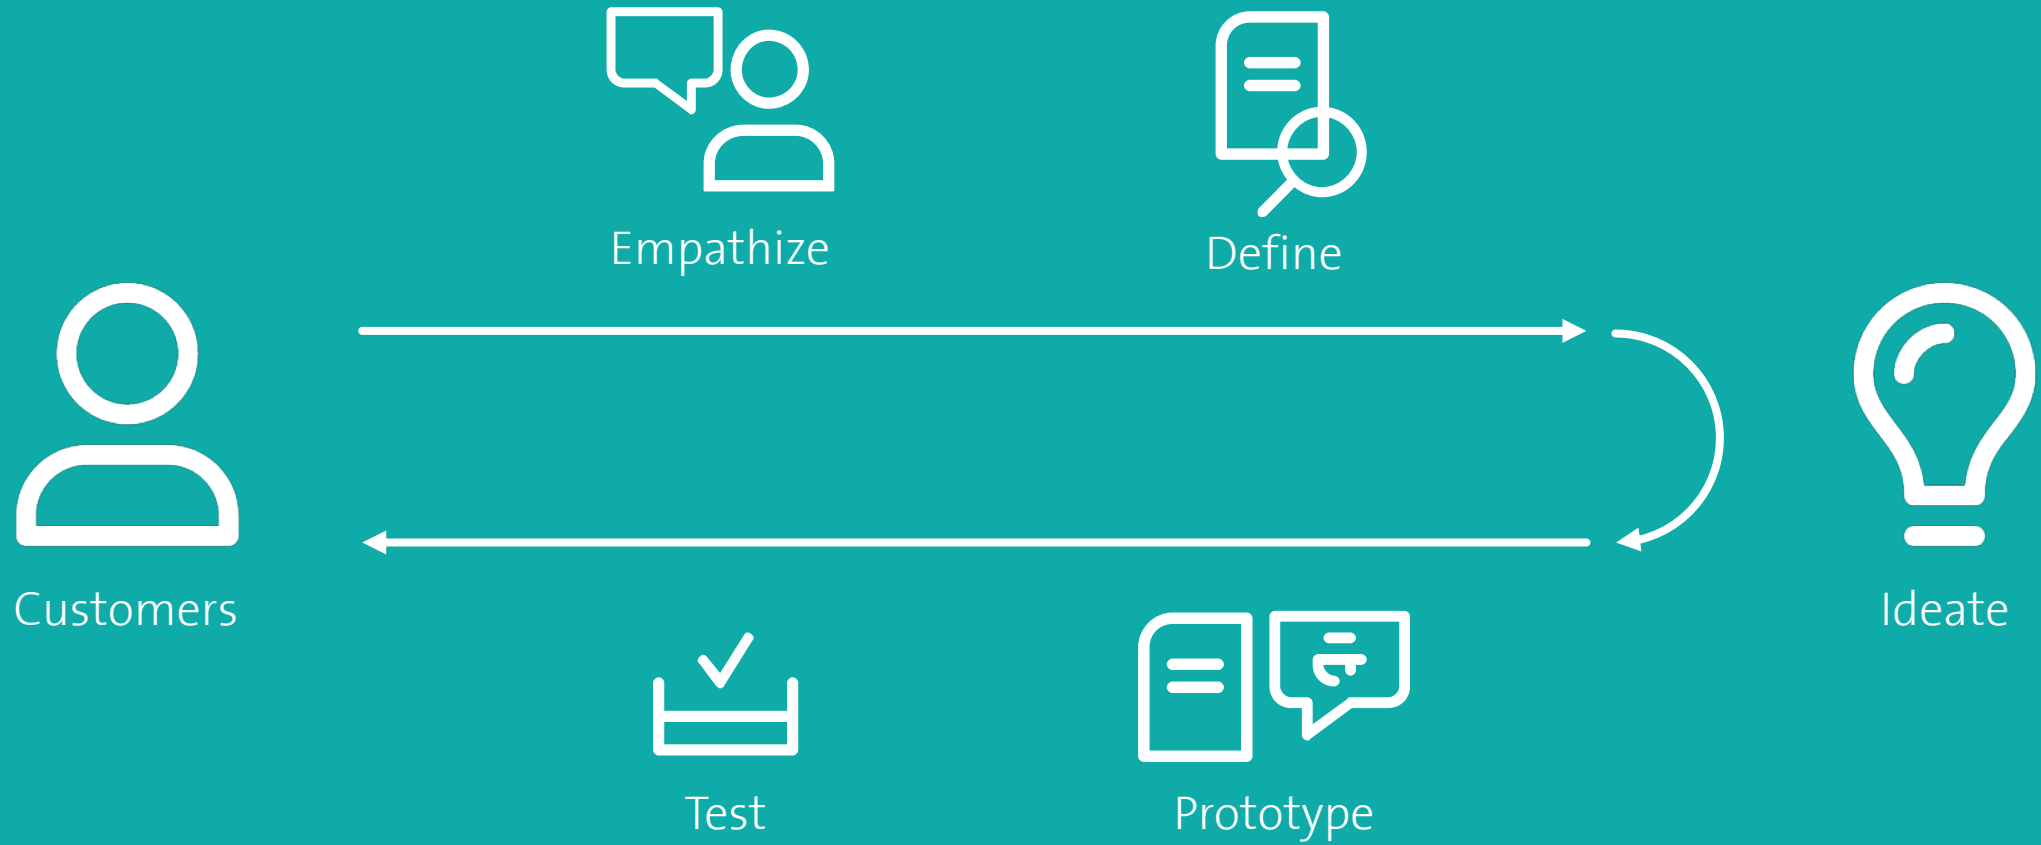 Empathize
Define
Customers
Ideate
Test
Prototype